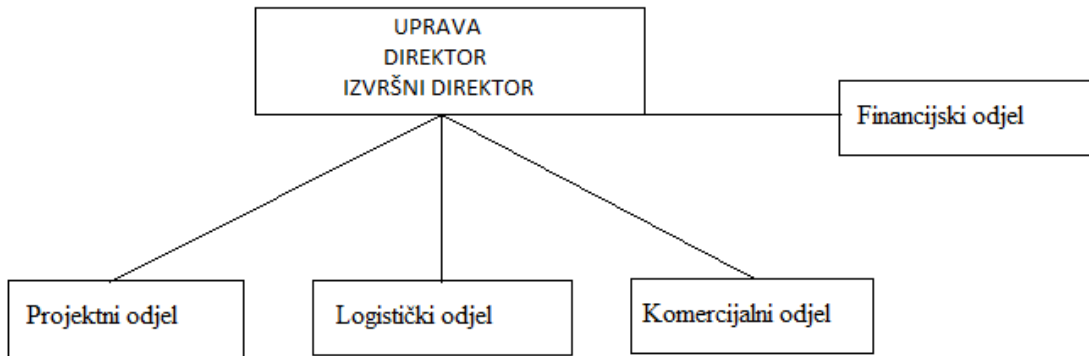 UPRAVA
DIREKTOR
IZVRŠNI DIREKTOR
Financijski odjel
Projektni odjel
Logistički odjel
Komercijalni odjel